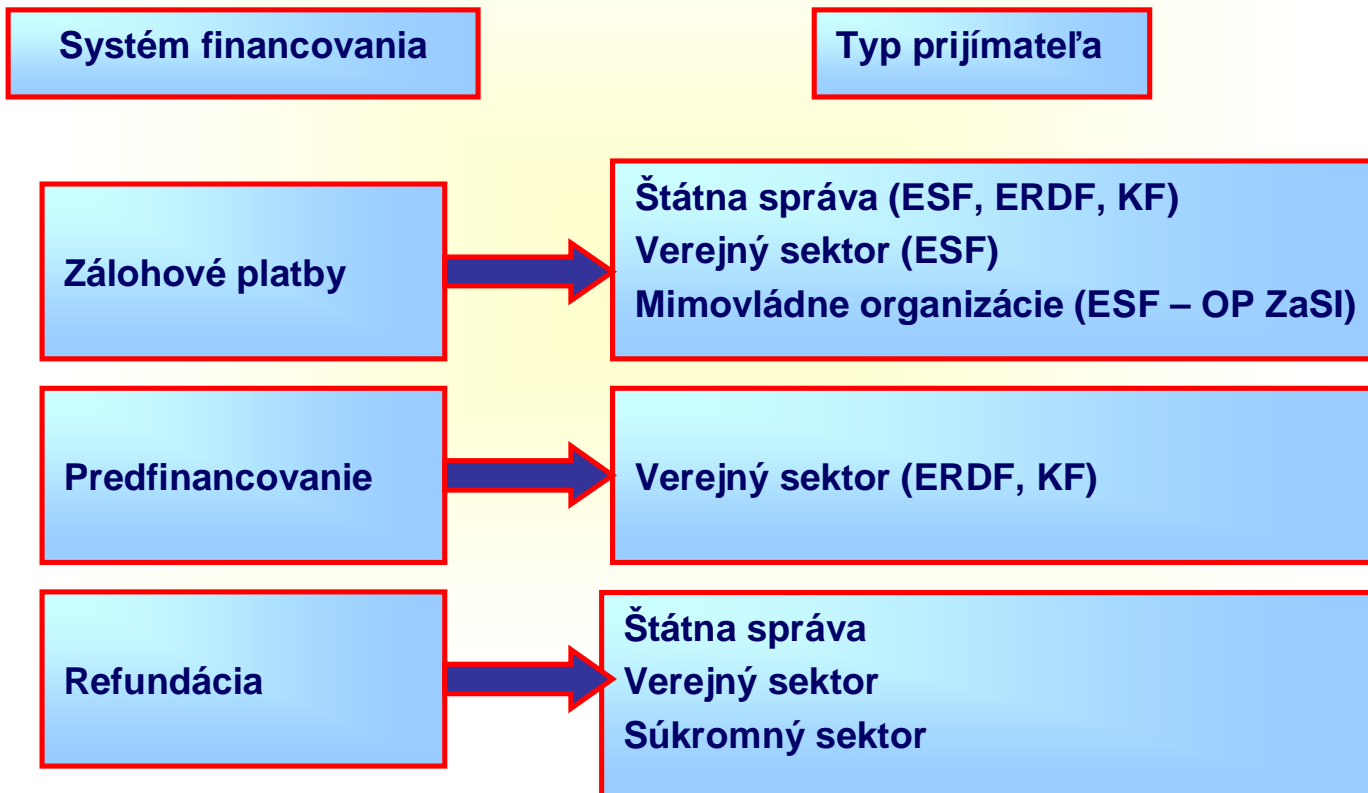 Systém financovania
Typ prijímateľa
Zálohové platby
Štátna správa (ESF, ERDF, KF)
Verejný sektor (ESF)
Mimovládne organizácie (ESF – OP ZaSI)
Predfinancovanie
Verejný sektor (ERDF, KF)
Refundácia
Štátna správa
Verejný sektor
Súkromný sektor